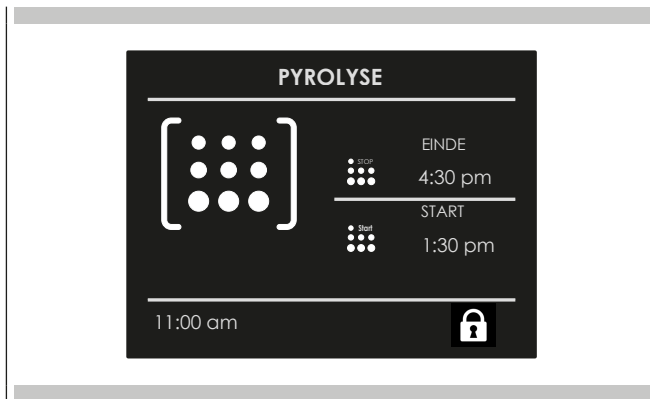 PYROLYSE
EINDE
STOP
4:30 pm
START
Start
1:30 pm
11:00 am